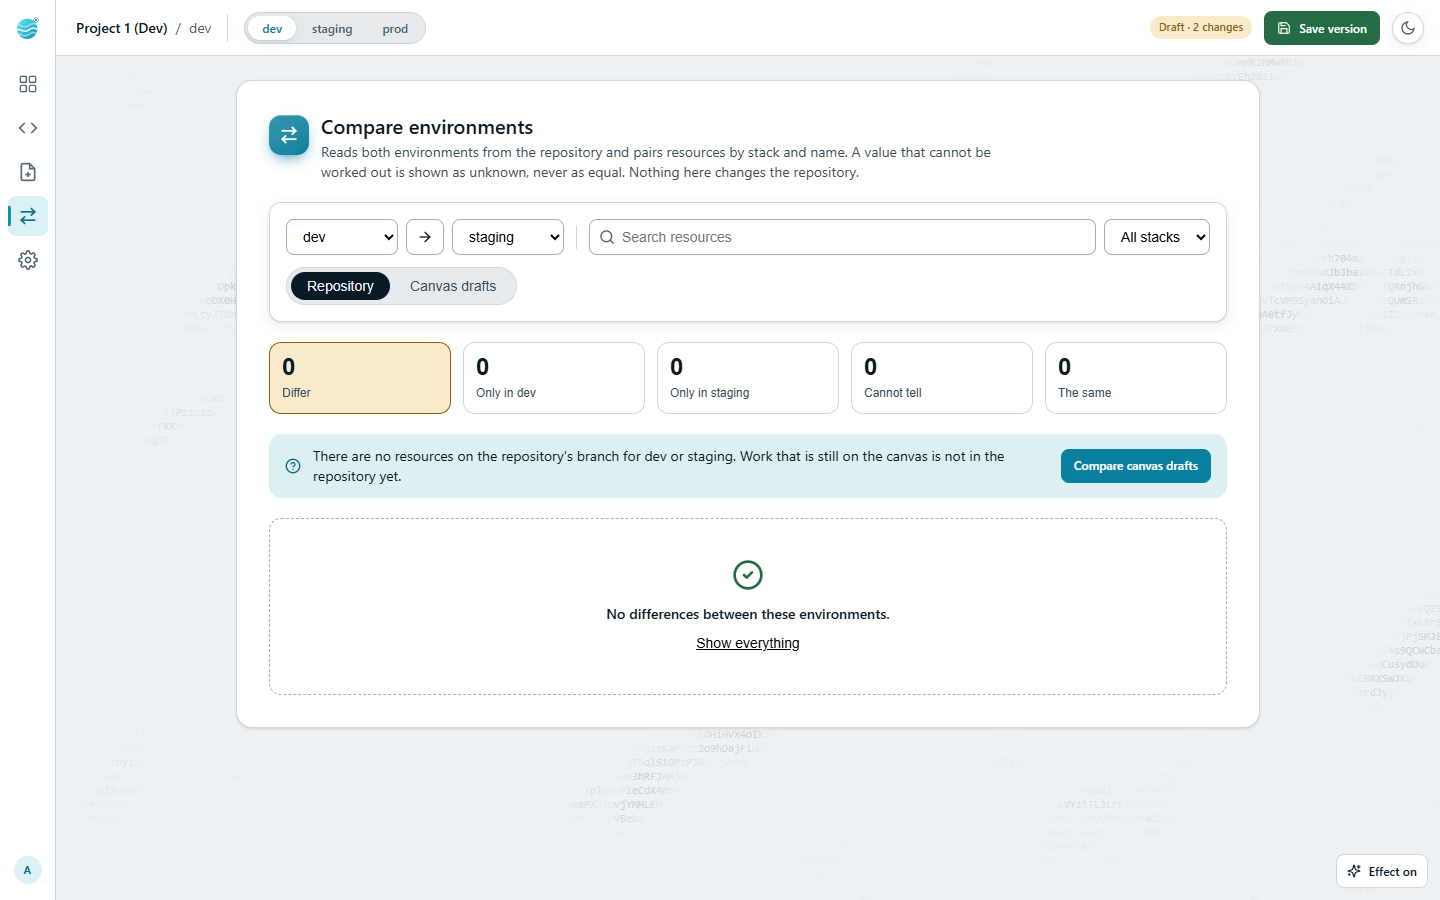 Project 1 (Dev) / dev
dev staging prod
Draft · 2 changes
Save version
Compare environments
Reads both environments from the repository and pairs resources by stack and name. A value that cannot be
worked out is shown as unknown, never as equal. Nothing here changes the repository.
dev
staging
Search resources
All stacks
Repository
Canvas drafts
0
Differ
0
Only in dev
0
Only in staging
0
Cannot tell
0
The same
There are no resources on the repository's branch for dev or staging. Work that is still on the canvas is not in the
repository yet.
Compare canvas drafts
No differences between these environments.
Show everything
A
Effect on